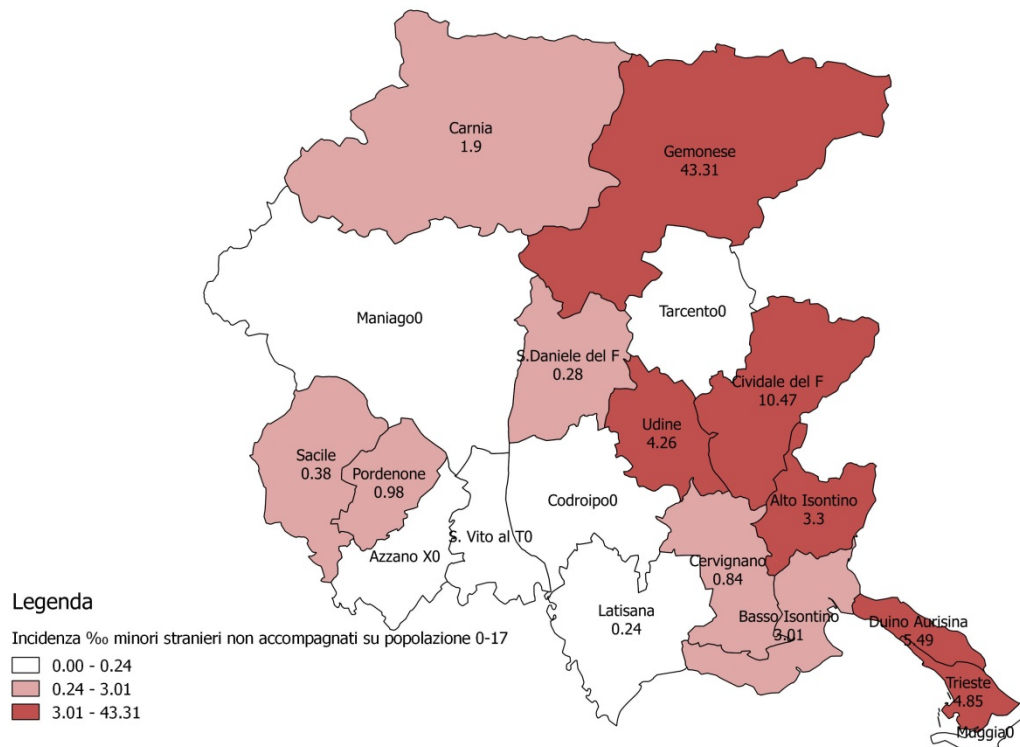 Carnia
1.9
Gemonese
43.31
Maniago0
Tarcento0
S.Daniele del F
0.28
Cividale del F
10.47
Udine
4.26
Sacile
0.38
Pordenone
0.98
Codroipo0
Alto Isontino
3.3
S. Vito al T0
Azzano X0
Cervignano
0.84
Latisana
0.24
Basso Isontino
3.01
Duino Aurisina
5.49
Trieste
4.85
Muggia0
Legenda
Incidenza ‰ minori stranieri non accompagnati su popolazione 0-17
0.00 - 0.24
0.24 - 3.01
3.01 - 43.31